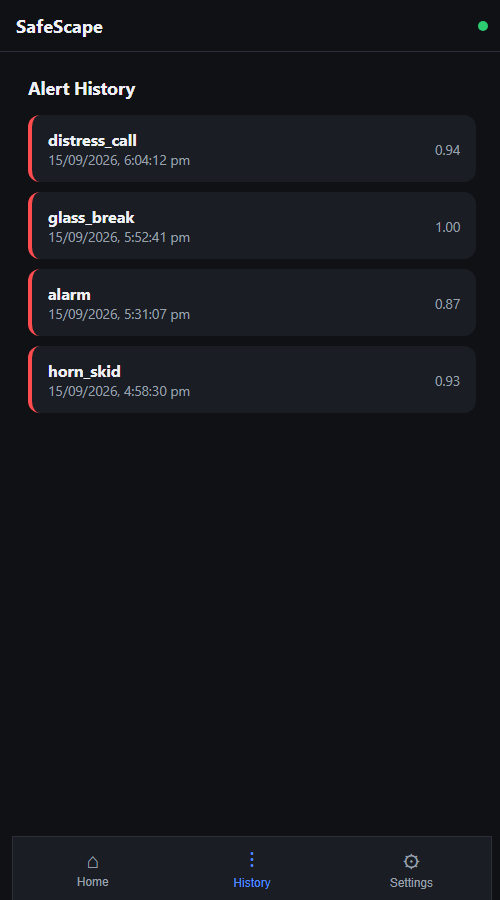 SafeScape
Alert History
distress_call
15/09/2026, 6:04:12 pm
0.94
glass_break
15/09/2026, 5:52:41 pm
1.00
alarm
15/09/2026, 5:31:07 pm
0.87
horn_skid
15/09/2026, 4:58:30 pm
0.93
Home
History
Settings